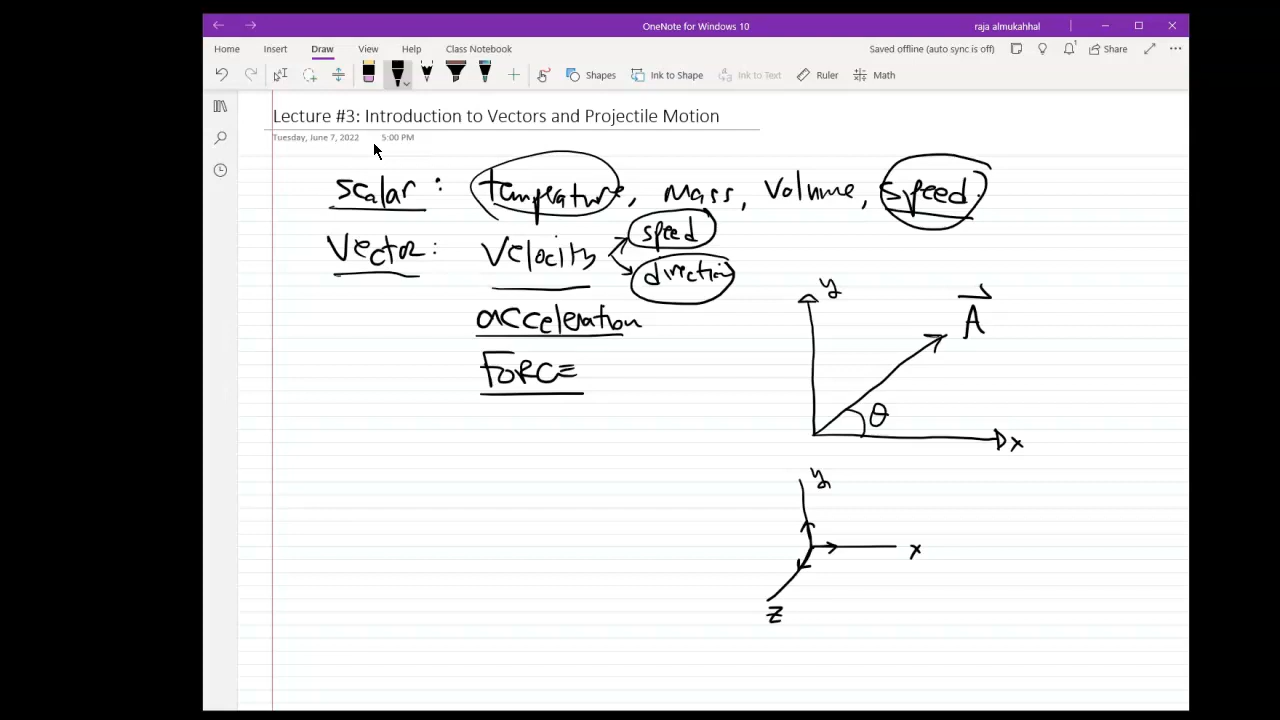 OneNote for Windows 10
raja almukahhal
Home Insert Draw View Help Class Notebook
Saved offline (auto sync is off)
Share
Shapes Ink to Shape Ink to Text Ruler Math
Lecture #3: Introduction to Vectors and Projectile Motion
Tuesday, June 7, 2022 5:00 PM
scalar : temperature, mass, volume, speed.
Vector : Velocity speed
direction
acceleration
FORCE
y
A
θ
x
y
x
z